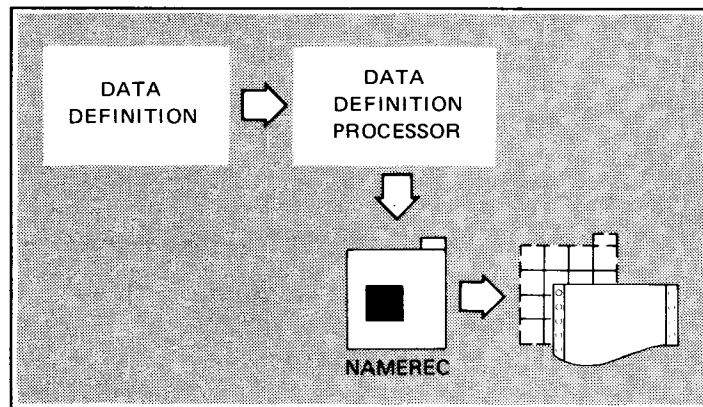 DATA
DEFINITION
DATA
DEFINITION
PROCESSOR
NAMEREC